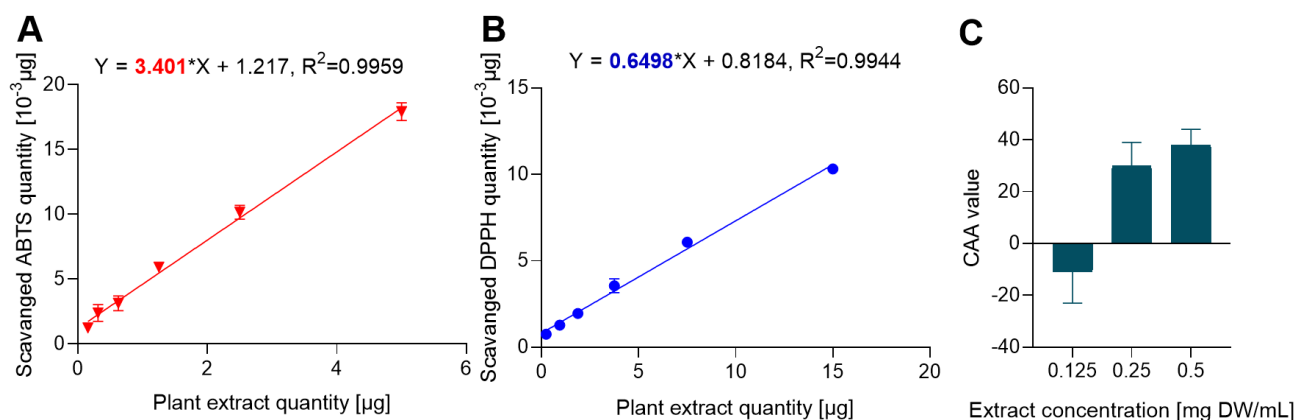 A
Y = 3.401*X + 1.217, R²=0.9959
Scavanged ABTS quantity [10⁻³µg]
20
15
10
5
0
0 2 4 6
Plant extract quantity [µg]
B
Y = 0.6498*X + 0.8184, R²=0.9944
Scavanged DPPH quantity [10⁻³µg]
15
10
5
0
0 5 10 15 20
Plant extract quantity [µg]
C
CAA value
60
40
20
0
-20
-40
0.125 0.25 0.5
Extract concentration [mg DW/mL]